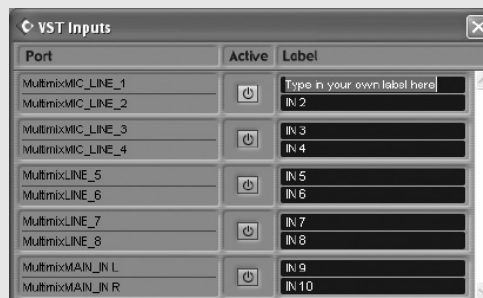 VST Inputs
Port Active Label
MultimixMIC_LINE_1 Type in your own label here
MultimixMIC_LINE_2 IN 2
MultimixMIC_LINE_3 IN 3
MultimixMIC_LINE_4 IN 4
MultimixLINE_5 IN 5
MultimixLINE_6 IN 6
MultimixLINE_7 IN 7
MultimixLINE_8 IN 8
MultimixMAIN_IN L IN 9
MultimixMAIN_IN R IN 10